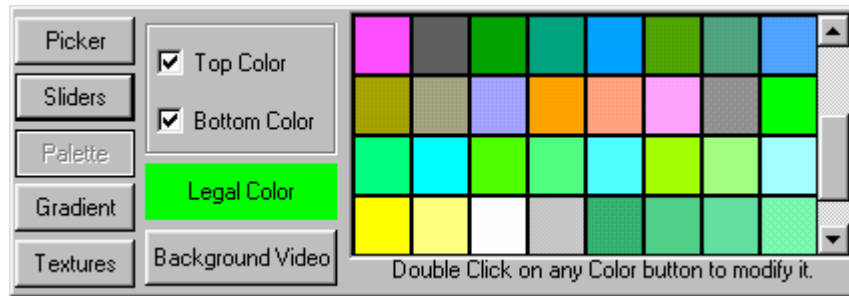 Picker
Sliders
Palette
Gradient
Textures
Top Color
Bottom Color
Legal Color
Background Video
Double Click on any Color button to modify it.